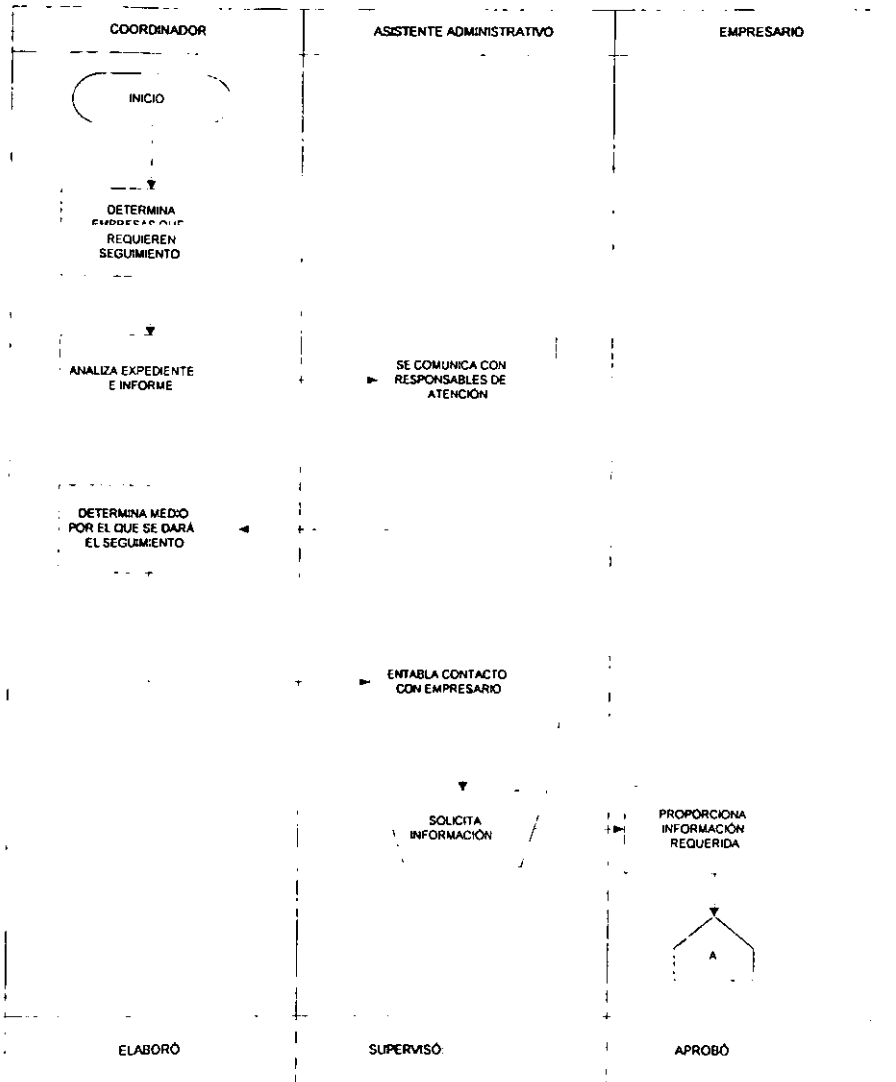 COORDINADOR
ASISTENTE ADMINISTRATIVO
EMPRESARIO
INICIO
DETERMINA
EMPRESAS QUE
REQUIEREN
SEGUIMIENTO
ANALIZA EXPEDIENTE
E INFORME
SE COMUNICA CON
RESPONSABLES DE
ATENCIÓN
DETERMINA MEDIO
POR EL QUE SE DARÁ
EL SEGUIMIENTO
ENTABLA CONTACTO
CON EMPRESARIO
SOLICITA
INFORMACIÓN
PROPORCIONA
INFORMACIÓN
REQUERIDA
A
ELABORÓ
SUPERVISÓ:
APROBÓ